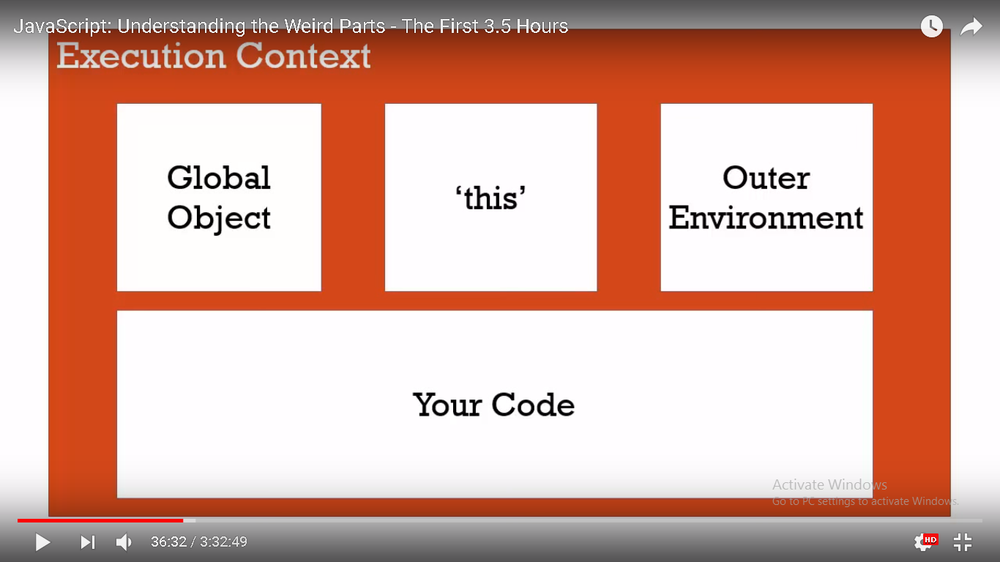 JavaScript: Understanding the Weird Parts - The First 3.5 Hours
Execution Context
Global
Object
‘this’
Outer
Environment
Your Code
Activate Windows
Go to PC settings to activate Windows.
36:32 / 3:32:49
HD